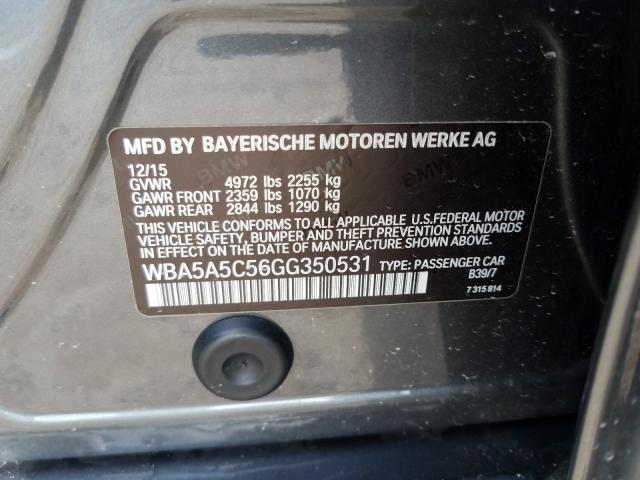 MFD BY BAYERISCHE MOTOREN WERKE AG
12/15
GVWR 4972 lbs 2255 kg
GAWR FRONT 2359 lbs 1070 kg
GAWR REAR 2844 lbs 1290 kg
THIS VEHICLE CONFORMS TO ALL APPLICABLE U.S.FEDERAL MOTOR
VEHICLE SAFETY, BUMPER AND THEFT PREVENTION STANDARDS
IN EFFECT ON THE DATE OF MANUFACTURE SHOWN ABOVE.
WBA5A5C56GG350531 TYPE: PASSENGER CAR
B39/7
7 315 814